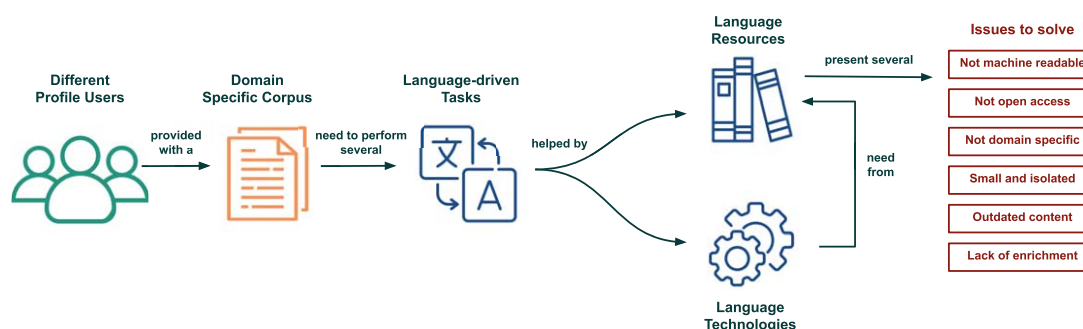 Different
Profile Users
provided
with a
Domain
Specific Corpus
need to perform
several
Language-driven
Tasks
文
A
helped by
Language
Resources
present several
need
from
Language
Technologies
Issues to solve
Not machine readable
Not open access
Not domain specific
Small and isolated
Outdated content
Lack of enrichment